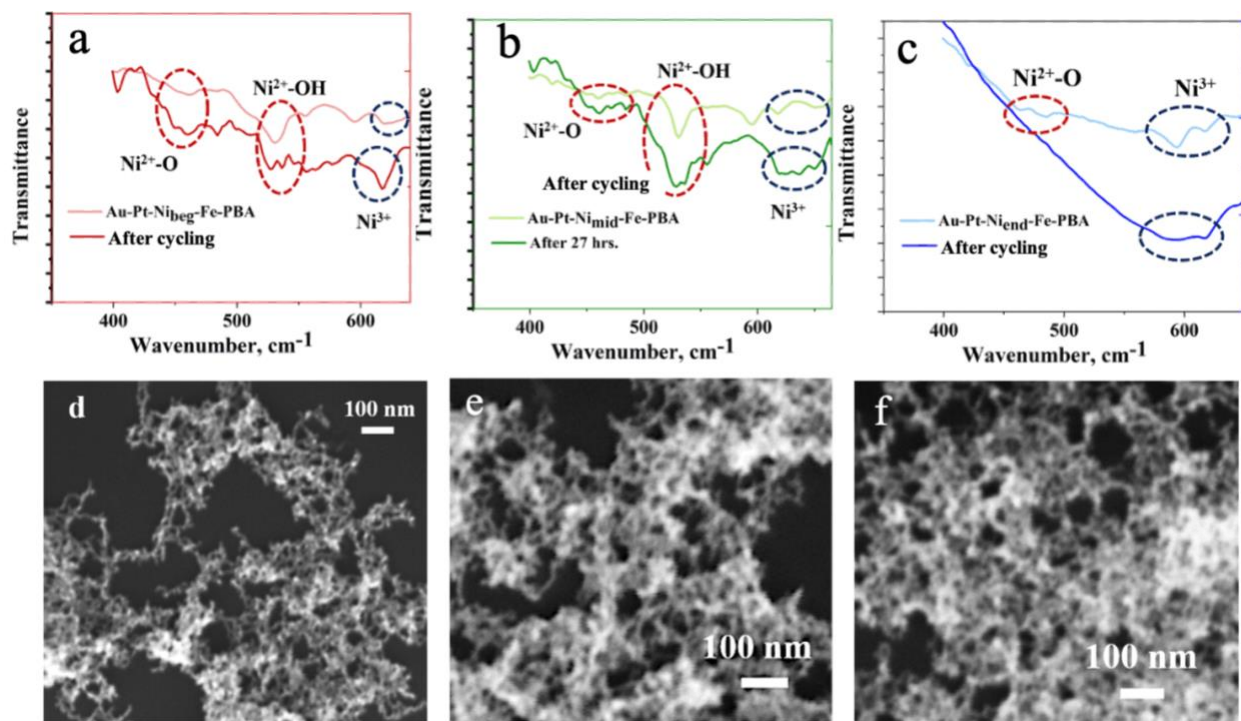 a
Ni²⁺-OH
Ni²⁺-O
Ni³⁺
Au-Pt-Nibeg-Fe-PBA
After cycling
Transmittance
400 500 600
Wavenumber, cm⁻¹
b
Ni²⁺-OH
Ni²⁺-O
After cycling
Ni³⁺
Au-Pt-Nimid-Fe-PBA
After 27 hrs.
Transmittance
400 500 600
Wavenumber, cm⁻¹
c
Ni²⁺-O
Ni³⁺
Au-Pt-Niend-Fe-PBA
After cycling
Transmittance
400 500 600
Wavenumber, cm⁻¹
d
100 nm
e
100 nm
f
100 nm